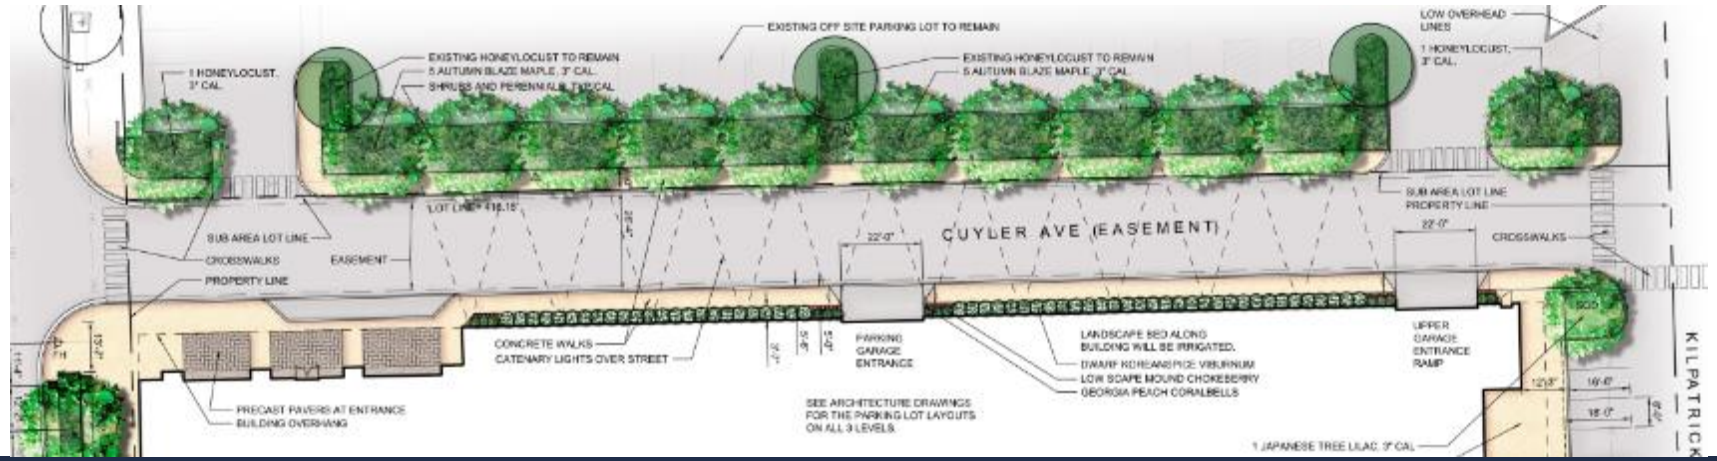 EXISTING OFF SITE PARKING LOT TO REMAIN
LOW OVERHEAD
LINES
1 HONEYLOCUST,
3" CAL.
EXISTING HONEYLOCUST TO REMAIN
5 AUTUMN BLAZE MAPLE, 3" CAL.
SHRUBS AND PERENNIALS, TYPICAL
EXISTING HONEYLOCUST TO REMAIN
5 AUTUMN BLAZE MAPLE, 3" CAL.
1 HONEYLOCUST,
3" CAL.
LOT LINE= 418.15'
SUB AREA LOT LINE
CROSSWALKS
EASEMENT
PROPERTY LINE
CUYLER AVE (EASEMENT)
22'-0"
22'-0"
SUB AREA LOT LINE
PROPERTY LINE
CROSSWALKS
CONCRETE WALKS
CATENARY LIGHTS OVER STREET
PARKING
GARAGE
ENTRANCE
LANDSCAPE BED ALONG
BUILDING WILL BE IRRIGATED.
DWARF KOREANSPICE VIBURNUM
LOW SCAPE MOUND CHOKEBERRY
GEORGIA PEACH CORALBELLS
UPPER
GARAGE
ENTRANCE
RAMP
PRECAST PAVERS AT ENTRANCE
BUILDING OVERHANG
SEE ARCHITECTURE DRAWINGS
FOR THE PARKING LOT LAYOUTS
ON ALL 3 LEVELS.
1 JAPANESE TREE LILAC, 3" CAL
16'-0"
KILPATRICK